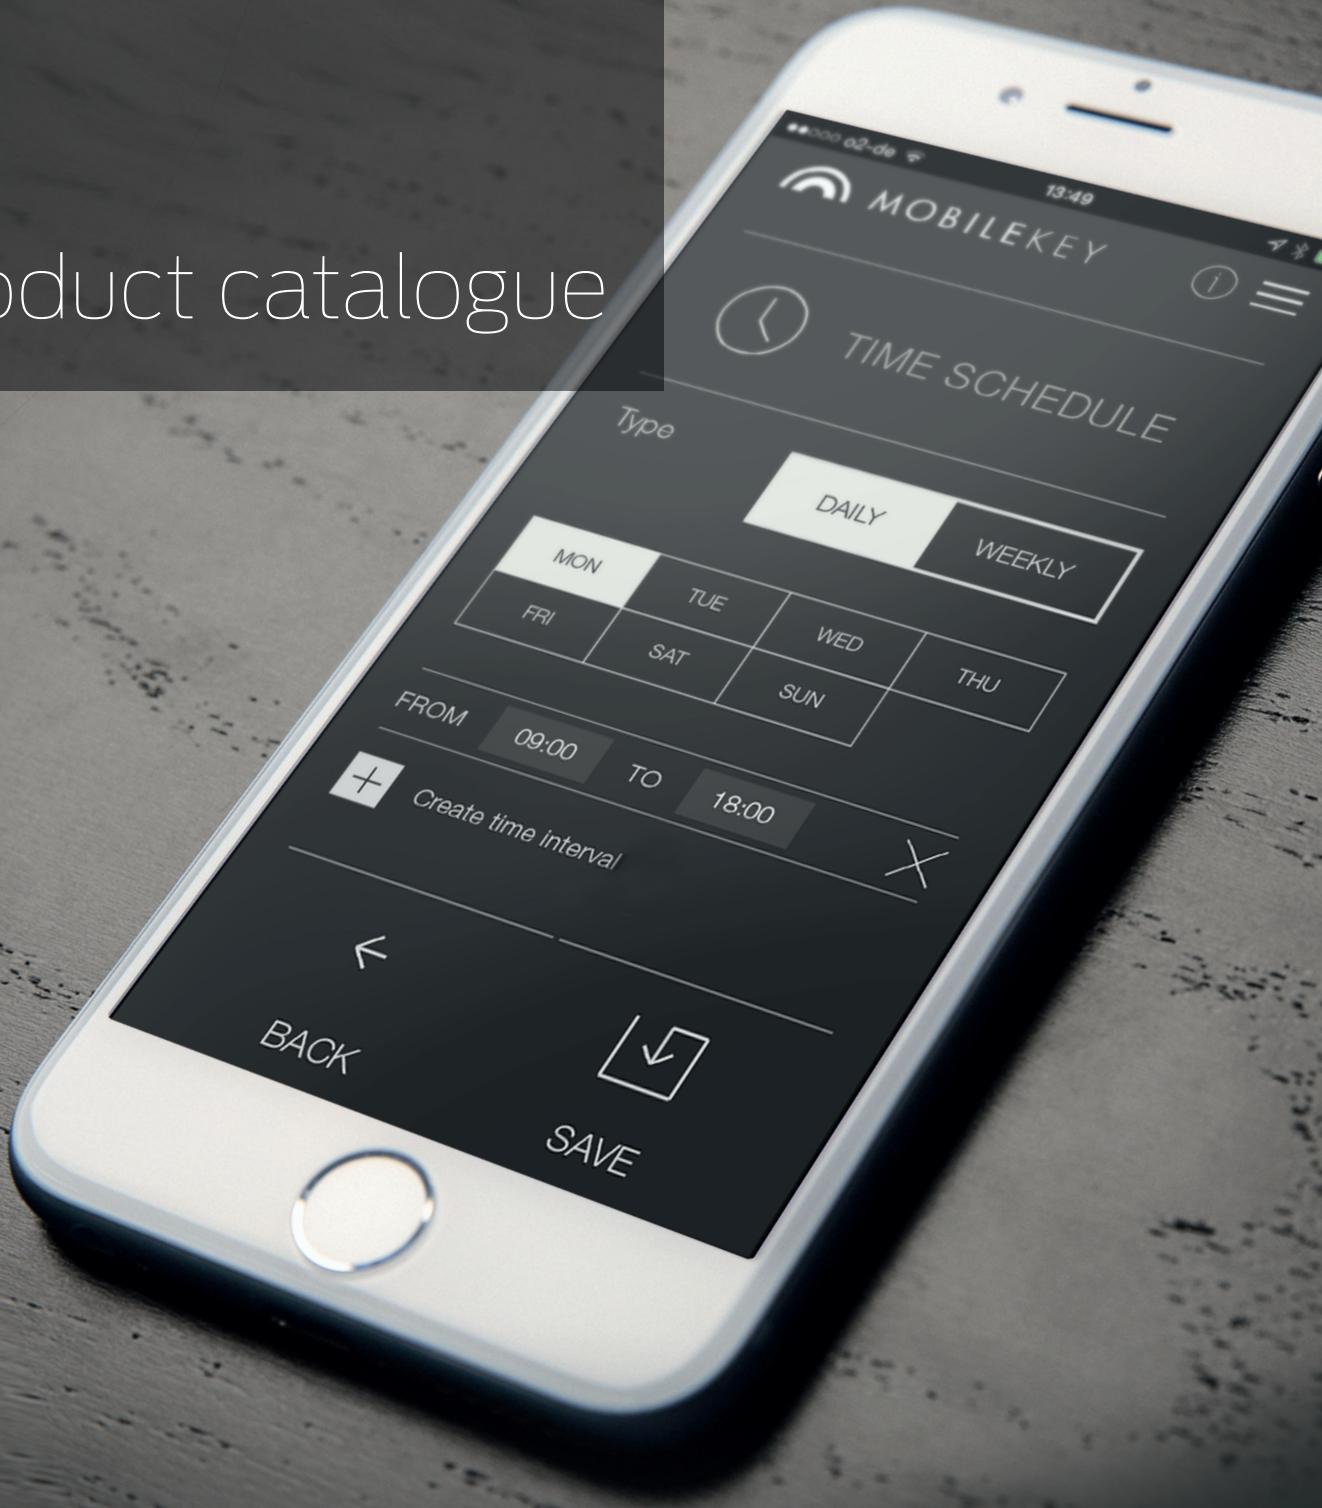 oduct catalogue
o2-de
13:49
MOBILEKEY
TIME SCHEDULE
Type
DAILY WEEKLY
MON TUE WED THU
FRI SAT SUN
FROM 09:00 TO 18:00
Create time interval
BACK SAVE